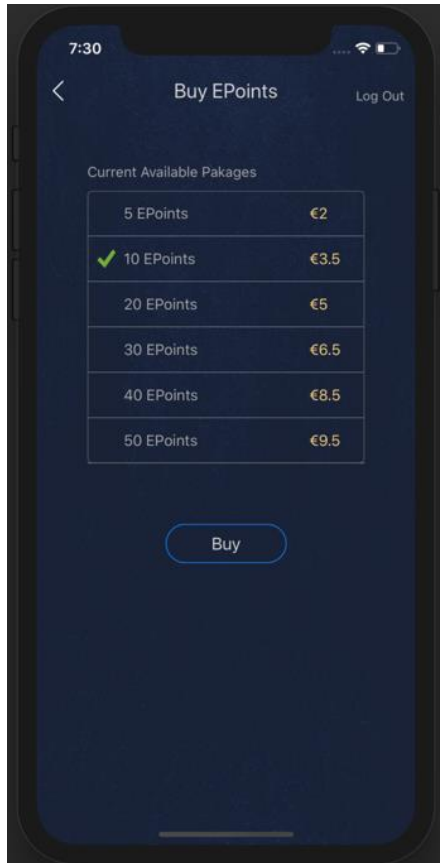 7:30
Buy EPoints
Log Out
Current Available Pakages
5 EPoints €2
10 EPoints €3.5
20 EPoints €5
30 EPoints €6.5
40 EPoints €8.5
50 EPoints €9.5
Buy